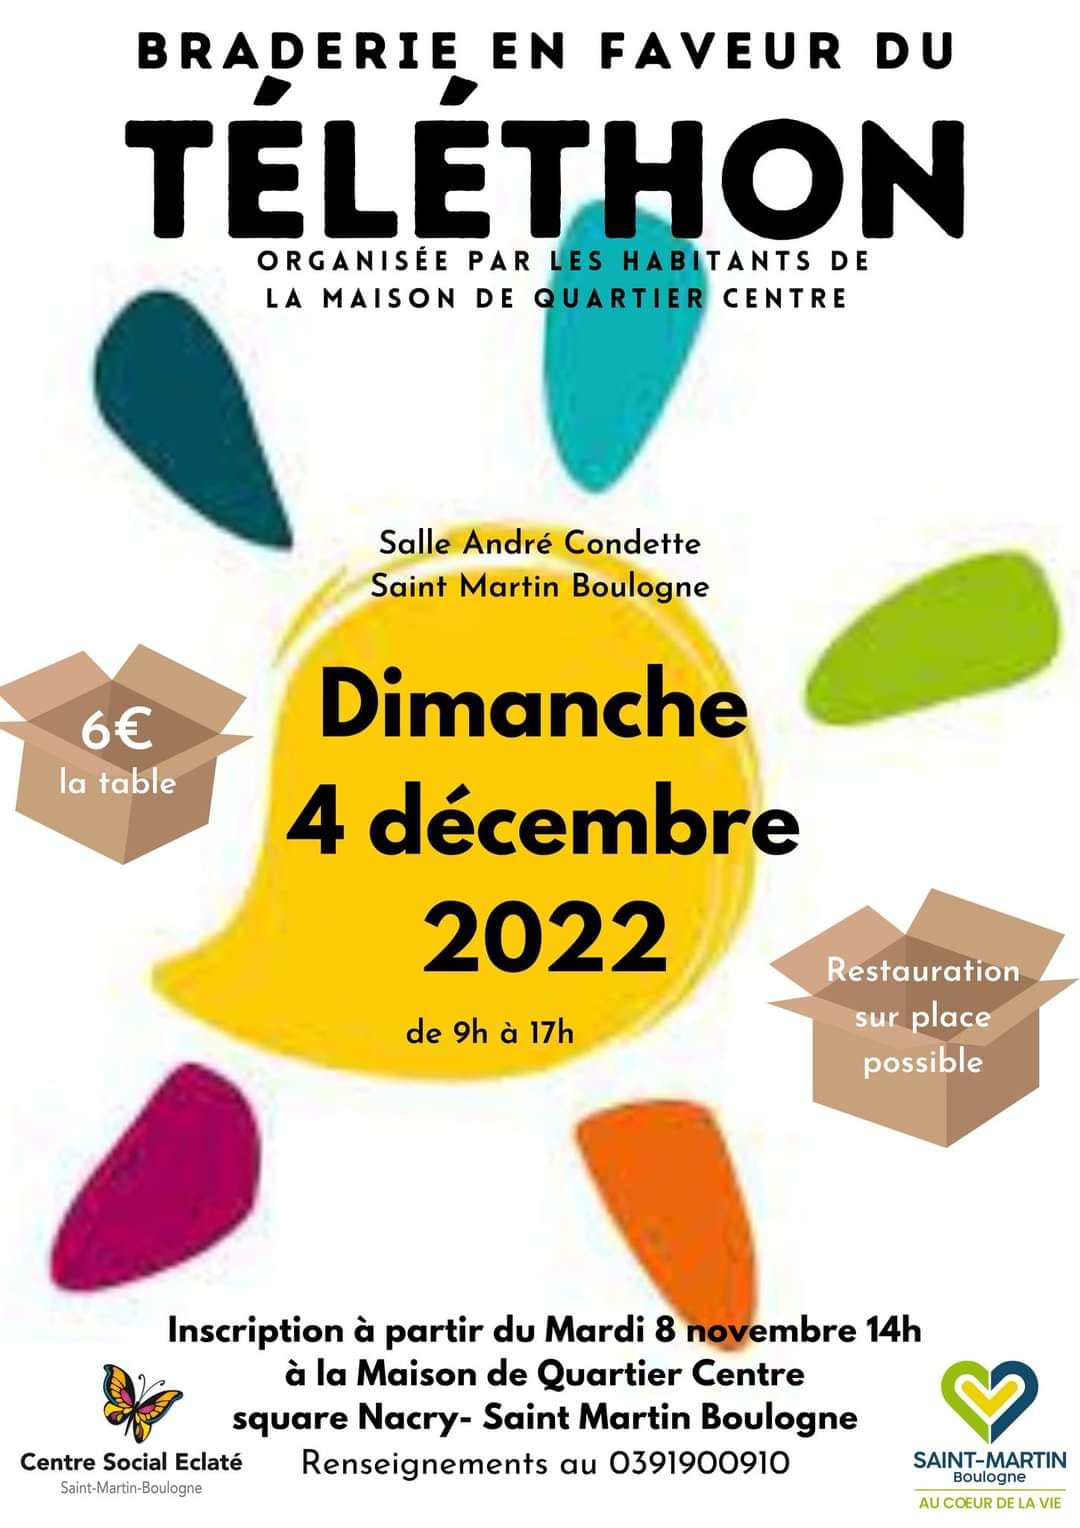 BRADERIE EN FAVEUR DU
TÉLÉTHON
ORGANISÉE PAR LES HABITANTS DE
LA MAISON DE QUARTIER CENTRE
Salle André Condette
Saint Martin Boulogne
6€
la table
Dimanche
4 décembre
2022
de 9h à 17h
Restauration
sur place
possible
Inscription à partir du Mardi 8 novembre 14h
à la Maison de Quartier Centre
square Nacry- Saint Martin Boulogne
Renseignements au 0391900910
Centre Social Eclaté
Saint-Martin-Boulogne
SAINT-MARTIN
Boulogne
AU CŒUR DE LA VIE